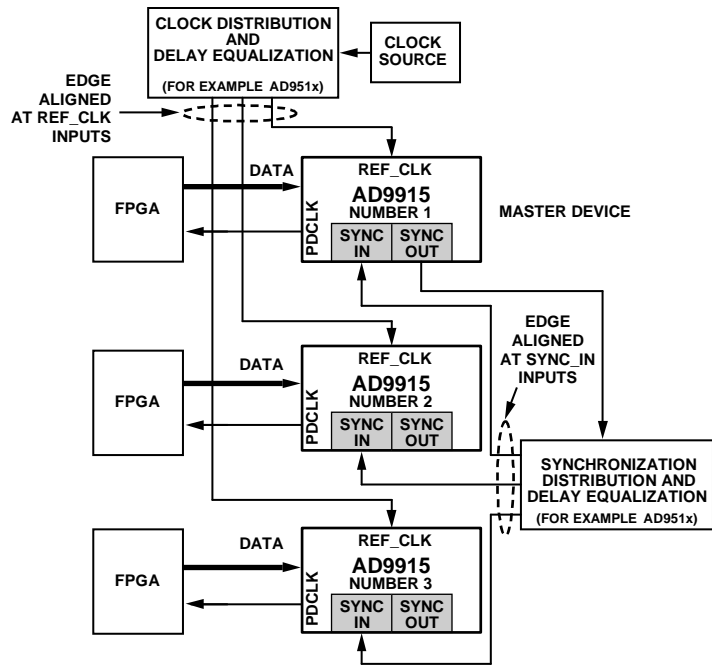 CLOCK DISTRIBUTION
AND
DELAY EQUALIZATION
(FOR EXAMPLE AD951x)
CLOCK
SOURCE
EDGE
ALIGNED
AT REF_CLK
INPUTS
FPGA
DATA
REF_CLK
AD9915
NUMBER 1
PDCLK
SYNC
IN
SYNC
OUT
MASTER DEVICE
EDGE
ALIGNED
AT SYNC_IN
INPUTS
FPGA
DATA
REF_CLK
AD9915
NUMBER 2
PDCLK
SYNC
IN
SYNC
OUT
SYNCHRONIZATION
DISTRIBUTION AND
DELAY EQUALIZATION
(FOR EXAMPLE AD951x)
FPGA
DATA
REF_CLK
AD9915
NUMBER 3
PDCLK
SYNC
IN
SYNC
OUT